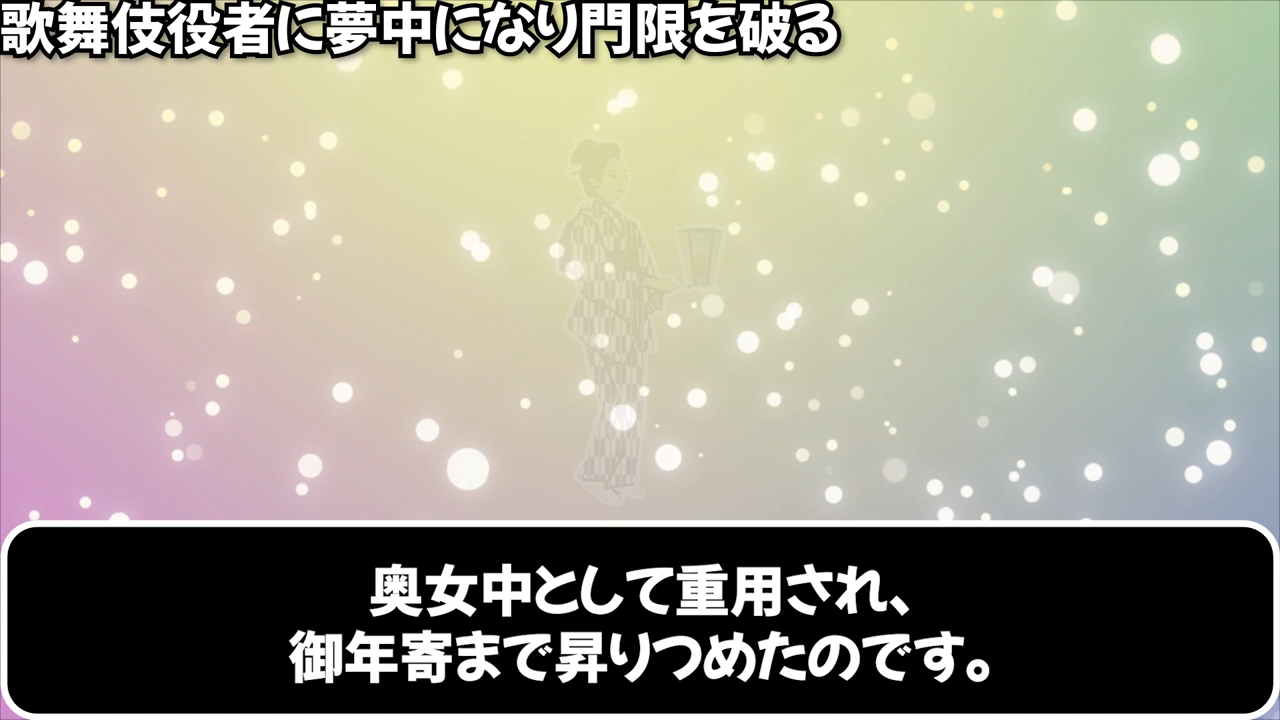 歌舞伎役者に夢中になり門限を破る
奥女中として重用され、
御年寄まで昇りつめたのです。